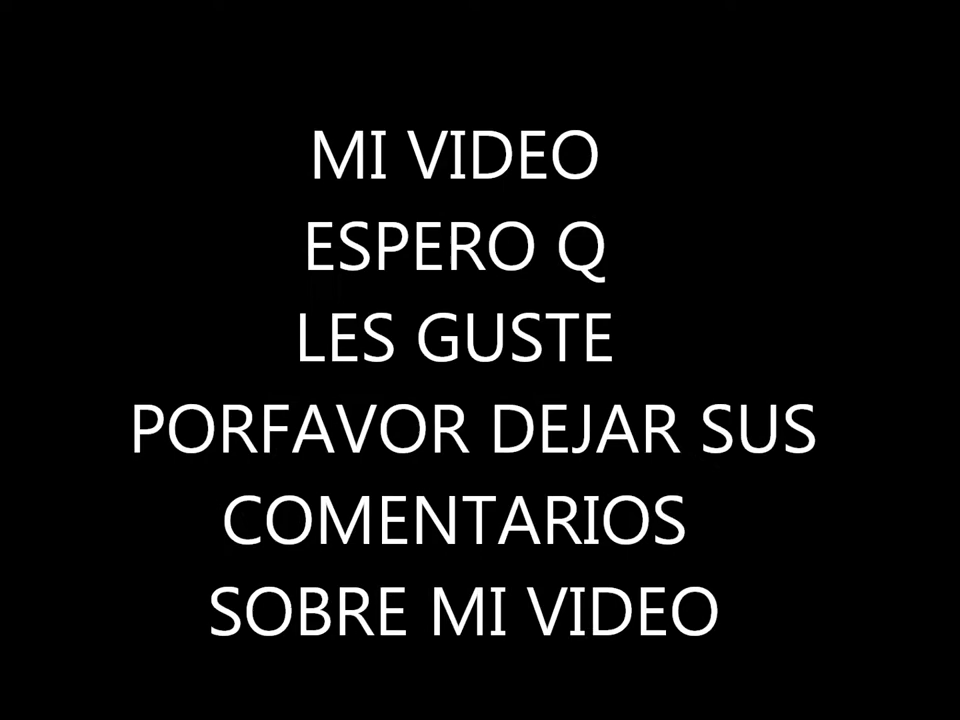 MI VIDEO
ESPERO Q
LES GUSTE
PORFAVOR DEJAR SUS
COMENTARIOS
SOBRE MI VIDEO